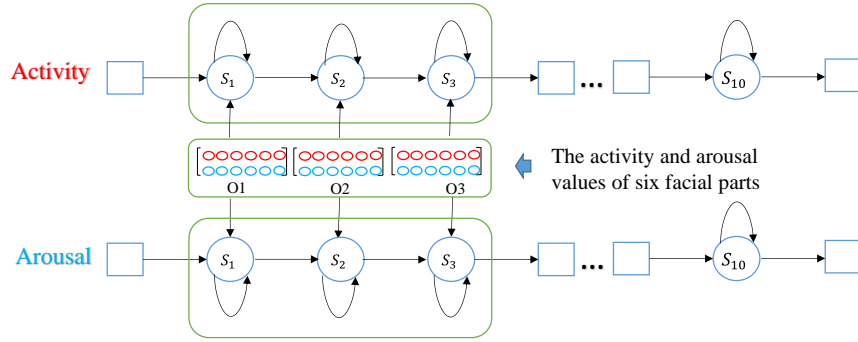 Activity
S₁
S₂
S₃
...
S₁₀
O1
O2
O3
The activity and arousal
values of six facial parts
Arousal
S₁
S₂
S₃
...
S₁₀